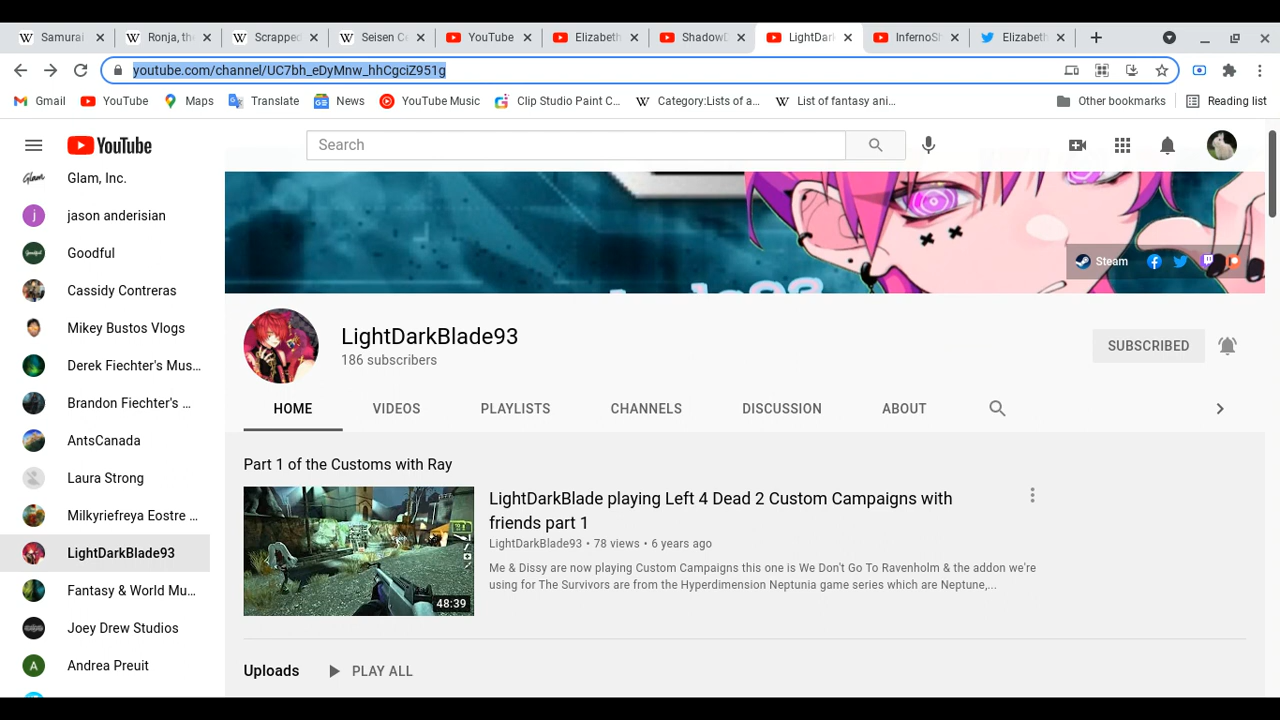 Samurai
Ronja, th
Scrapped
Seisen C
YouTube
Elizabeth
ShadowD
LightDark
InfernoSh
Elizabeth
youtube.com/channel/UC7bh_eDyMnw_hhCgciZ951g
Gmail
YouTube
Maps
Translate
News
YouTube Music
Clip Studio Paint C...
Category:Lists of a...
List of fantasy ani...
Other bookmarks
Reading list
YouTube
Search
Glam
Glam, Inc.
j
jason anderisian
Goodful
Cassidy Contreras
Mikey Bustos Vlogs
Derek Fiechter's Mus...
Brandon Fiechter's ...
AntsCanada
Laura Strong
Milkyriefreya Eostre ...
LightDarkBlade93
Fantasy & World Mu...
Joey Drew Studios
A
Andrea Preuit
Steam
LightDarkBlade93
186 subscribers
SUBSCRIBED
HOME
VIDEOS
PLAYLISTS
CHANNELS
DISCUSSION
ABOUT
Part 1 of the Customs with Ray
48:39
LightDarkBlade playing Left 4 Dead 2 Custom Campaigns with
friends part 1
LightDarkBlade93 • 78 views • 6 years ago
Me & Dissy are now playing Custom Campaigns this one is We Don't Go To Ravenholm & the addon we're
using for The Survivors are from the Hyperdimension Neptunia game series which are Neptune,...
Uploads
PLAY ALL